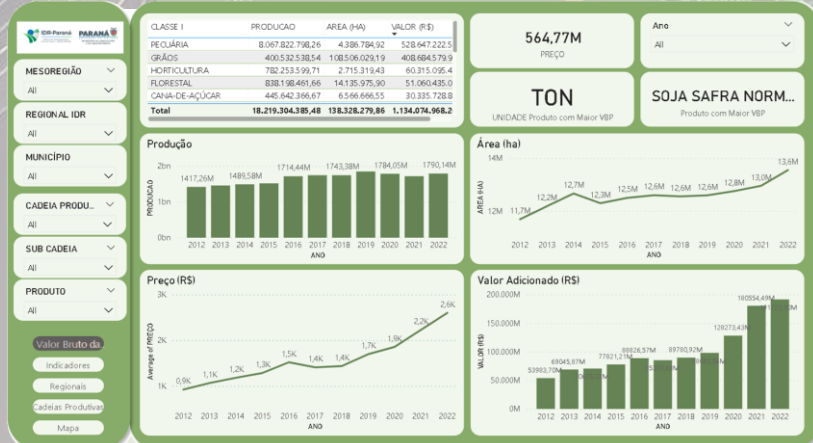 IDR-Paraná
PARANÁ
MESOREGIÃO
All
REGIONAL IDR
All
MUNICÍPIO
All
CADEIA PRODU...
All
SUB CADEIA
All
PRODUTO
All
Valor Bruto da
Indicadores
Regionais
Cadeias Produtivas
Mapa
CLASSE I PRODUCAO AREA (HA) VALOR (R$)
PECUÁRIA 8.067.822.798,26 4.386.784,92 528.647.222.5
GRÃOS 400.532.538,54 108.506.029,19 408.684.579.9
HORTICULTURA 782.253.599,71 2.715.319,43 60.315.095.4
FLORESTAL 838.198.461,66 14.135.975,90 51.060.435.0
CANA-DE-AÇÚCAR 445.642.366,67 6.566.666,55 30.335.728.8
Total 18.219.304.385,48 138.328.279,86 1.134.074.968.2
564,77M
PREÇO
Ano
All
TON
UNIDADE Produto com Maior VBP
SOJA SAFRA NORM...
Produto com Maior VBP
Produção
PRODUCAO
2bn
1bn
0bn
1417,26M 1489,58M 1714,44M 1743,38M 1784,05M 1790,14M
2012 2013 2014 2015 2016 2017 2018 2019 2020 2021 2022
ANO
Área (ha)
AREA (HA)
14M
12M
11,7M 12,2M 12,7M 12,3M 12,5M 12,6M 12,6M 12,6M 12,8M 13,0M 13,6M
2012 2013 2014 2015 2016 2017 2018 2019 2020 2021 2022
ANO
Preço (R$)
Average of PREÇO
3K
2K
1K
0,9K 1,1K 1,2K 1,3K 1,5K 1,4K 1,4K 1,7K 1,9K 2,2K 2,6K
2012 2013 2014 2015 2016 2017 2018 2019 2020 2021 2022
ANO
Valor Adicionado (R$)
VALOR (R$)
200.000M
150.000M
100.000M
50.000M
0M
53983,70M 69045,87M 77821,21M 88826,57M 89780,92M 128273,43M 180554,49M
2012 2013 2014 2015 2016 2017 2018 2019 2020 2021 2022
ANO